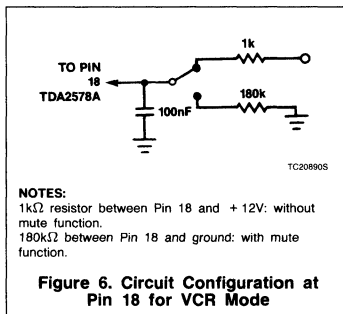 1k
TO PIN
18
TDA2578A
180k
100nF
TC20890S
NOTES:
1kΩ resistor between Pin 18 and + 12V: without
mute function.
180kΩ between Pin 18 and ground: with mute
function.
Figure 6. Circuit Configuration at
Pin 18 for VCR Mode